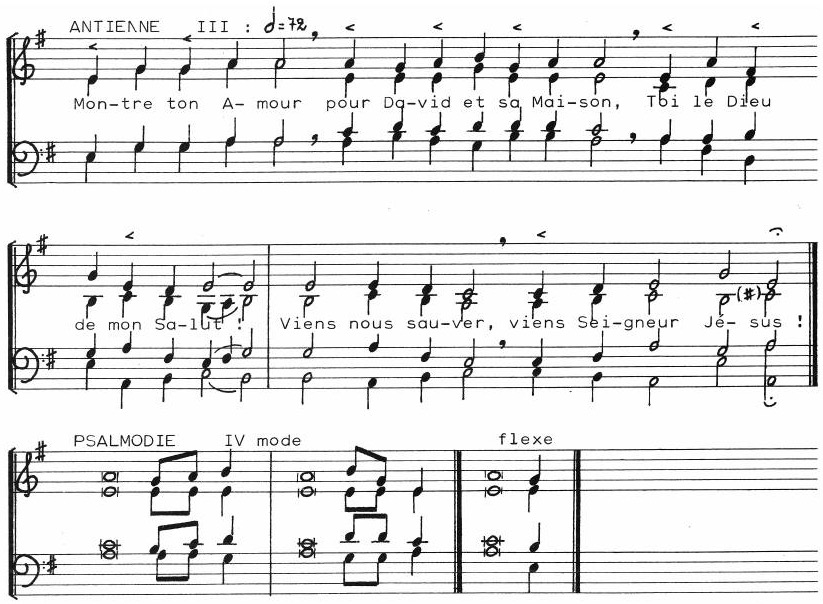 ANTIENNE III : 𝅗𝅥=72
Mon-tre ton A-mour pour Da-vid et sa Mai-son, Toi le Dieu
de mon Sa-lut ! Viens nous sau-ver, viens Sei-gneur Jé-sus !
PSALMODIE IV mode flexe